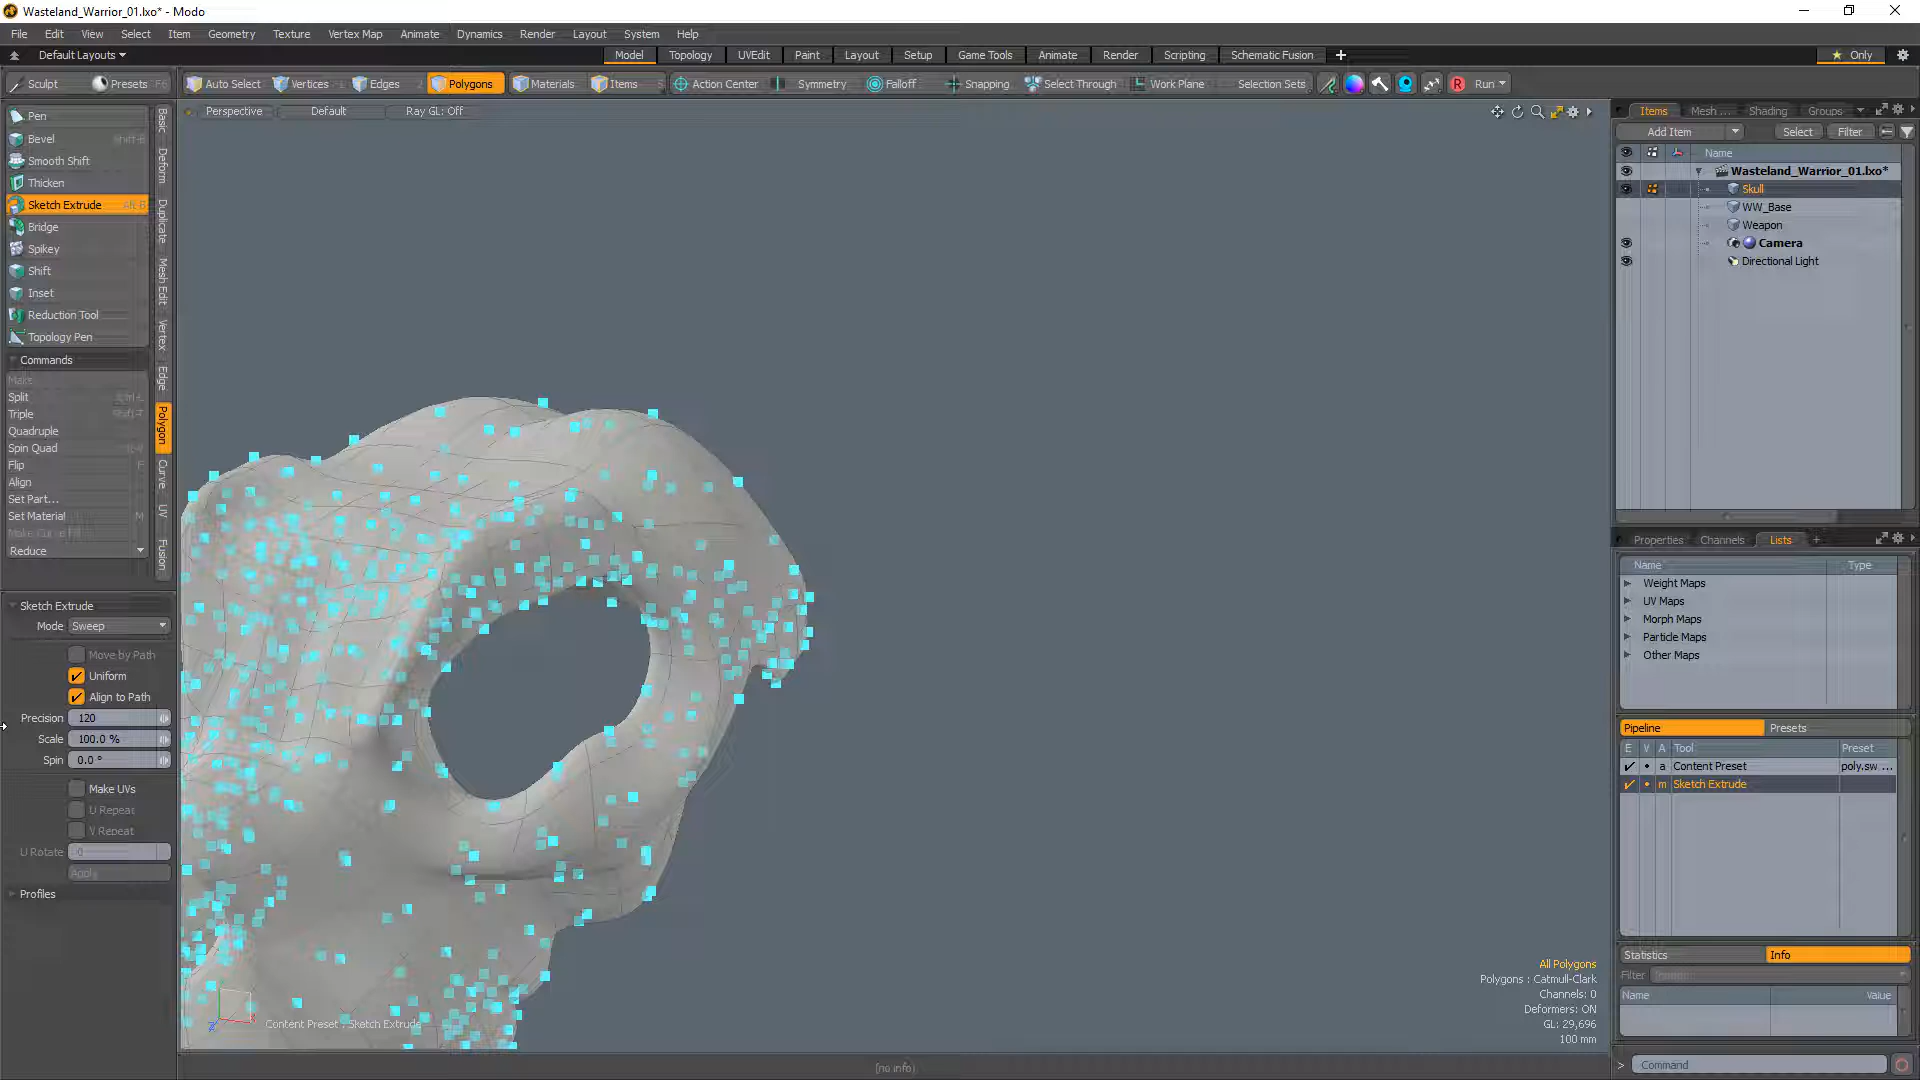 Wasteland_Warrior_01.lxo* - Modo
File Edit View Select Item Geometry Texture Vertex Map Animate Dynamics Render Layout System Help
Default Layouts
Model Topology UVEdit Paint Layout Setup Game Tools Animate Render Scripting Schematic Fusion
Only
Sculpt Presets F6 Auto Select Vertices 1 Edges 2 Polygons Materials Items 5 Action Center Symmetry Falloff Snapping Select Through Work Plane Selection Sets Run
Perspective Default Ray GL: Off
Pen
Bevel Shift-B
Smooth Shift
Thicken
Sketch Extrude Alt-B
Bridge
Spikey
Shift
Inset
Reduction Tool
Topology Pen
Commands
Make
Split
Triple Shift-T
Quadruple
Spin Quad
Flip F
Align
Set Part...
Set Material M
Reduce
Basic
Deform
Duplicate
Mesh Edit
Vertex
Edge
Polygon
Curve
UV
Fusion
Sketch Extrude
Mode Sweep
Move by Path
Uniform
Align to Path
Precision 120
Scale 100.0 %
Spin 0.0 °
Make UVs
U Repeat
V Repeat
U Rotate 0
Apply
Profiles
Content Preset : Sketch Extrude
All Polygons
Polygons : Catmull-Clark
Channels: 0
Deformers: ON
GL: 29,696
100 mm
(no info)
Items Mesh ... Shading Groups
Add Item Select Filter
Name
Wasteland_Warrior_01.lxo*
Skull
WW_Base
Weapon
Camera
Directional Light
Properties Channels Lists +
Name Type
Weight Maps
UV Maps
Morph Maps
Particle Maps
Other Maps
Pipeline Presets
E V A Tool Preset
a Content Preset poly.sw ...
m Sketch Extrude
Statistics Info
Filter
Name Value
> Command